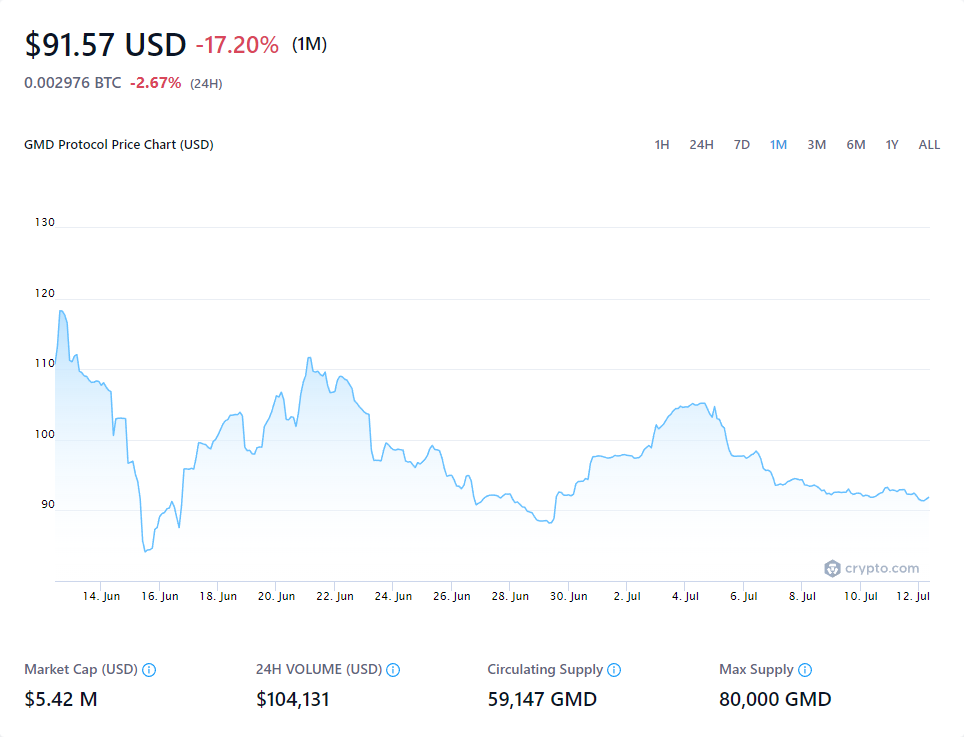 $91.57 USD -17.20% (1M)
0.002976 BTC -2.67% (24H)
GMD Protocol Price Chart (USD) 1H 24H 7D 1M 3M 6M 1Y ALL
130
120
110
100
90
crypto.com
14. Jun 16. Jun 18. Jun 20. Jun 22. Jun 24. Jun 26. Jun 28. Jun 30. Jun 2. Jul 4. Jul 6. Jul 8. Jul 10. Jul 12. Jul
Market Cap (USD) 24H VOLUME (USD) Circulating Supply Max Supply
$5.42 M $104,131 59,147 GMD 80,000 GMD